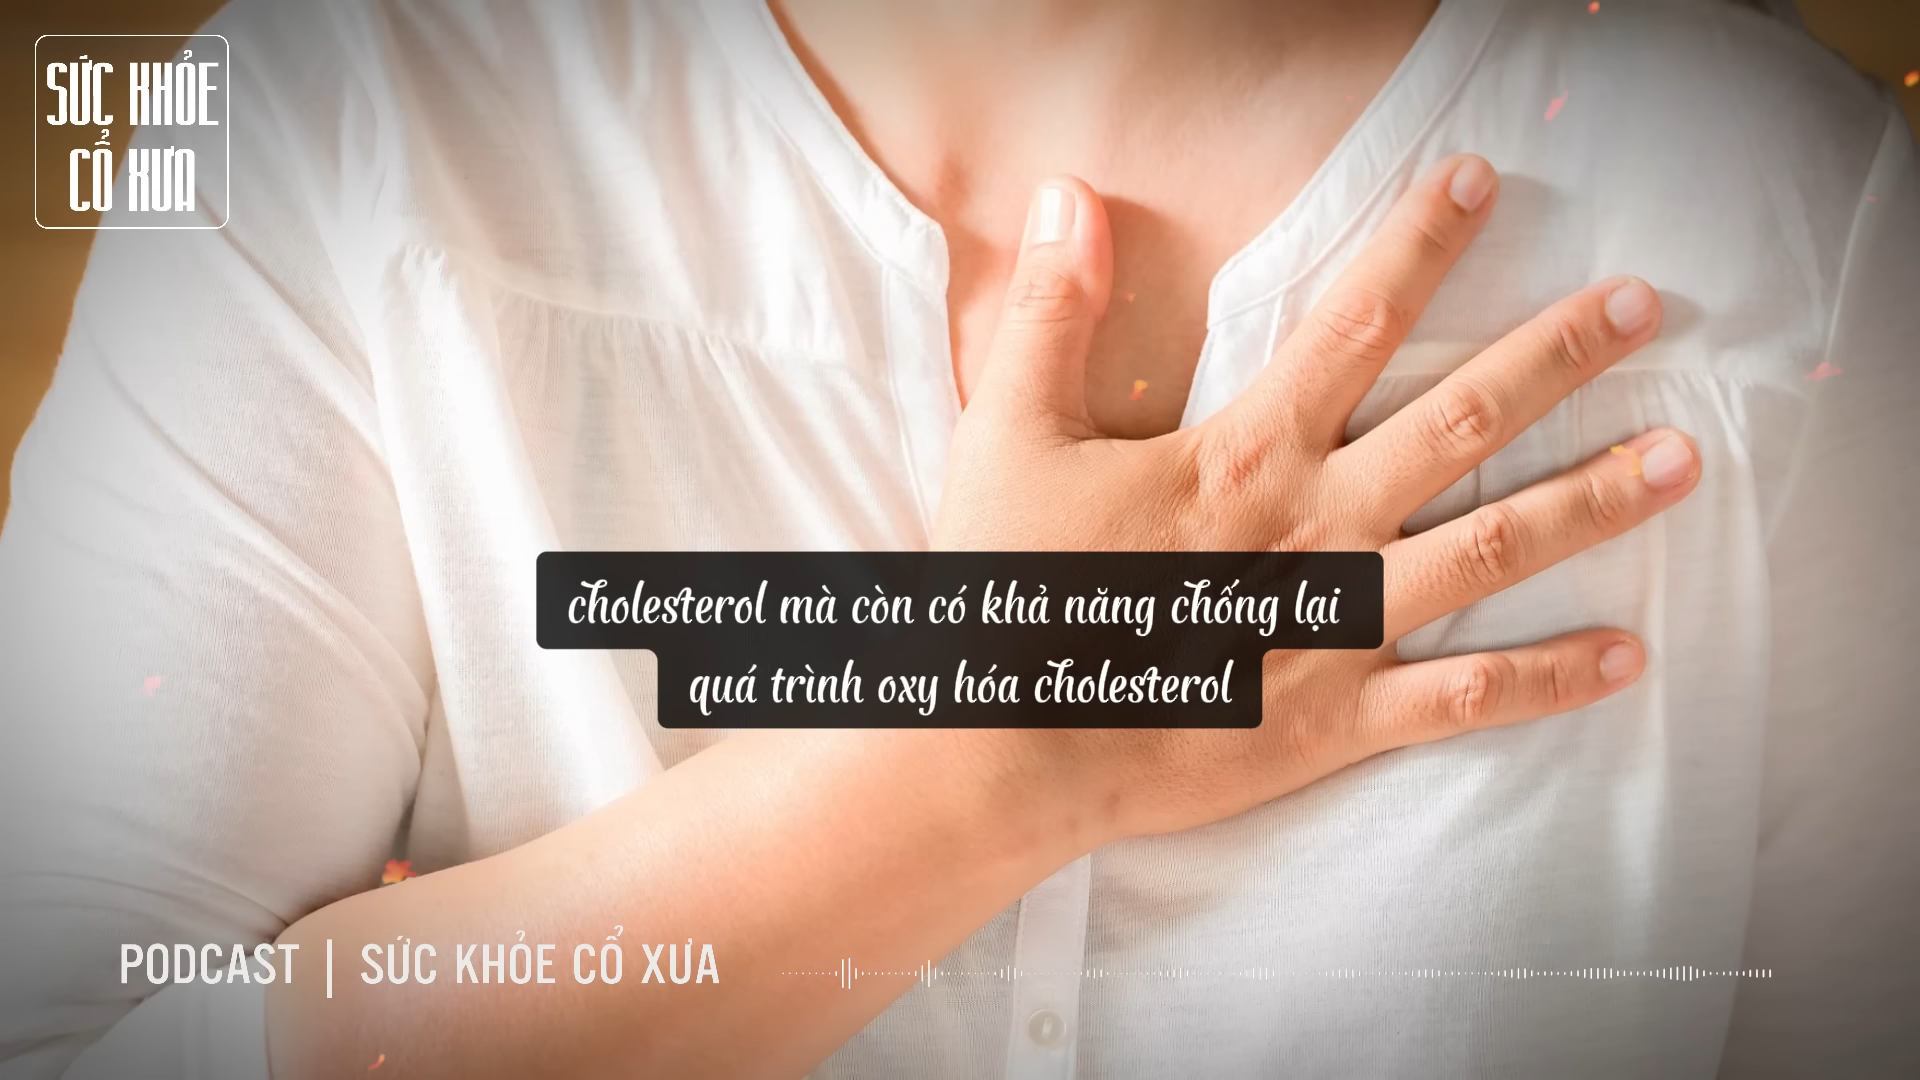 SỨC KHỎE
CỔ XƯA
cholesterol mà còn có khả năng chống lại
quá trình oxy hóa cholesterol
PODCAST | SỨC KHỎE CỔ XƯA